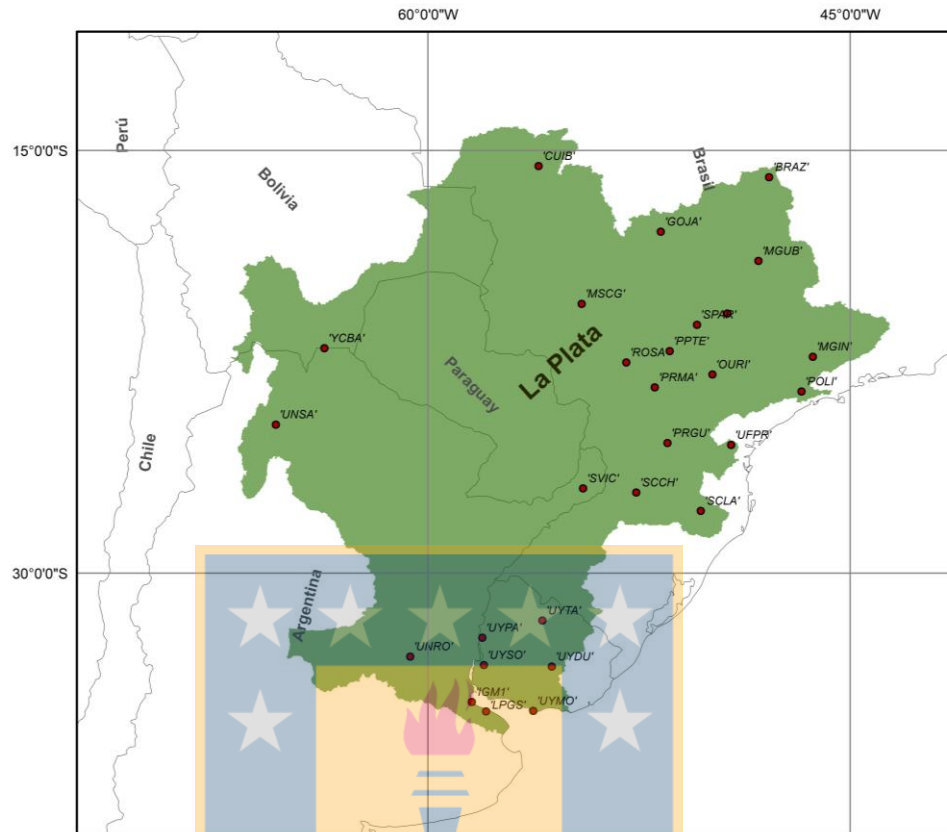 60°0'0"W
45°0'0"W
15°0'0"S
30°0'0"S
Perú
Bolivia
Brasil
Chile
Paraguay
La Plata
Argentina
'CUIB'
'BRAZ'
'GOJA'
'MGUB'
'MSCG'
'SPAR'
'YCBA'
'PPTE'
'ROSA'
'MGIN'
'OURI'
'PRMA'
'POLI'
'UNSA'
'PRGU'
'UFPR'
'SVIC'
'SCCH'
'SCLA'
'UYTA'
'UYPA'
'UNRO'
'UYSO'
'UYDU'
'IGM1'
'LPGS'
'UYMO'